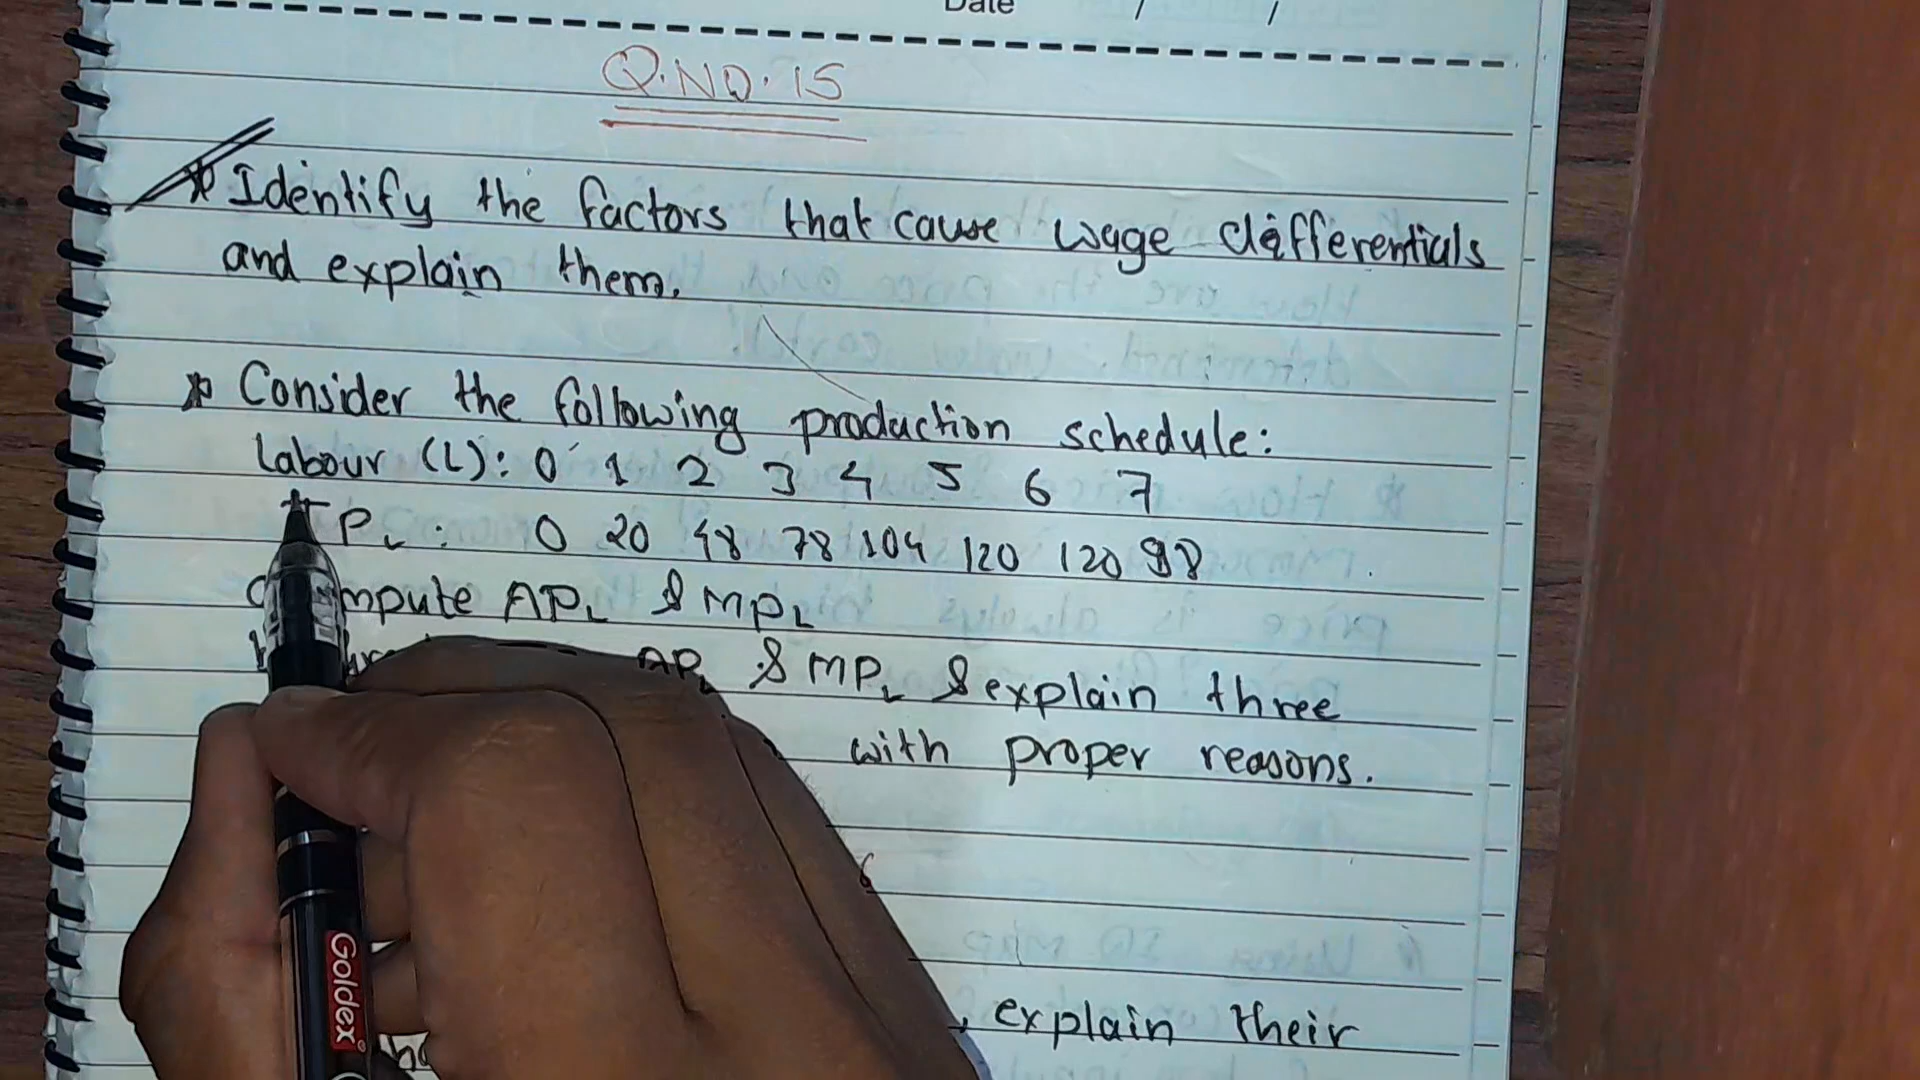 Date / /
Q.NO.15
* Identify the factors that cause wage differentials
and explain them.
* Consider the following production schedule:
Labour (L): 0 1 2 3 4 5 6 7
TPL : 0 20 48 78 104 120 120 98
Compute APL & MPL
APL & MPL & explain three
with proper reasons.
, explain their
Goldex